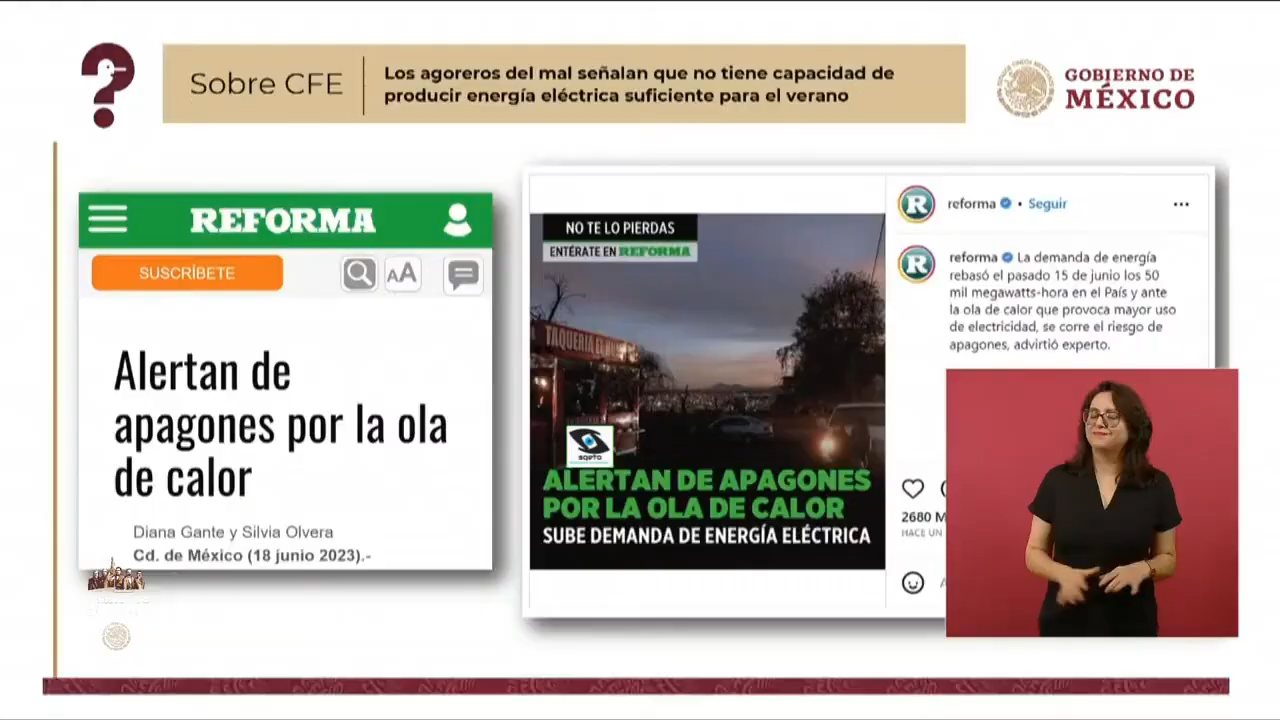 Sobre CFE
Los agoreros del mal señalan que no tiene capacidad de
producir energía eléctrica suficiente para el verano
GOBIERNO DE
MÉXICO
REFORMA
SUSCRÍBETE
AA
Alertan de
apagones por la ola
de calor
Diana Gante y Silvia Olvera
Cd. de México (18 junio 2023).-
NO TE LO PIERDAS
ENTÉRATE EN REFORMA
TAQUERIA
ALERTAN DE APAGONES
POR LA OLA DE CALOR
SUBE DEMANDA DE ENERGÍA ELÉCTRICA
R
reforma • Seguir
R
reforma La demanda de energía
rebasó el pasado 15 de junio los 50
mil megawatts-hora en el País y ante
la ola de calor que provoca mayor uso
de electricidad, se corre el riesgo de
apagones, advirtió experto.
2680 M
HACE UN